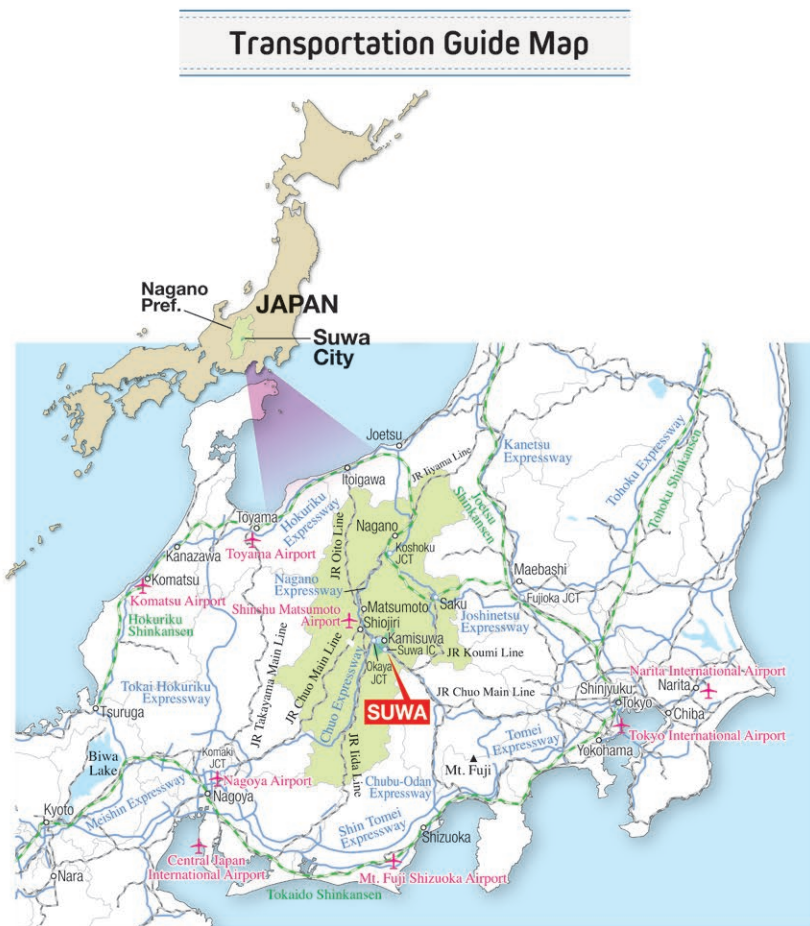 Transportation Guide Map
Nagano
Pref.
JAPAN
Suwa
City
Joetsu
Itoigawa
JR Iiyama Line
Kanetsu
Expressway
Tohoku Expressway
Tohoku Shinkansen
Joetsu
Shinkansen
Hokuriku
Expressway
Toyama
Toyama Airport
JR Oito Line
Nagano
Koshoku
JCT
Kanazawa
Komatsu
Komatsu Airport
Hokuriku
Shinkansen
Nagano
Expressway
Maebashi
Fujioka JCT
Shinshu Matsumoto
Airport
Matsumoto
Shiojiri
Saku
Joshinetsu
Expressway
Kamisuwa
Suwa IC
Okaya
JCT
JR Koumi Line
SUWA
JR Chuo Main Line
JR Takayama Main Line
JR Chuo Main Line
Chuo Expressway
JR Iida Line
Tokai Hokuriku
Expressway
Tsuruga
Biwa
Lake
Komaki
JCT
Nagoya Airport
Nagoya
Meishin Expressway
Kyoto
Nara
Central Japan
International Airport
Tokaido Shinkansen
Shin Tomei
Expressway
Chubu-Odan
Expressway
Mt. Fuji
Shizuoka
Mt. Fuji Shizuoka Airport
Tomei
Expressway
Shinjyuku
Tokyo
Yokohama
Tokyo International Airport
Chiba
Narita
Narita International Airport